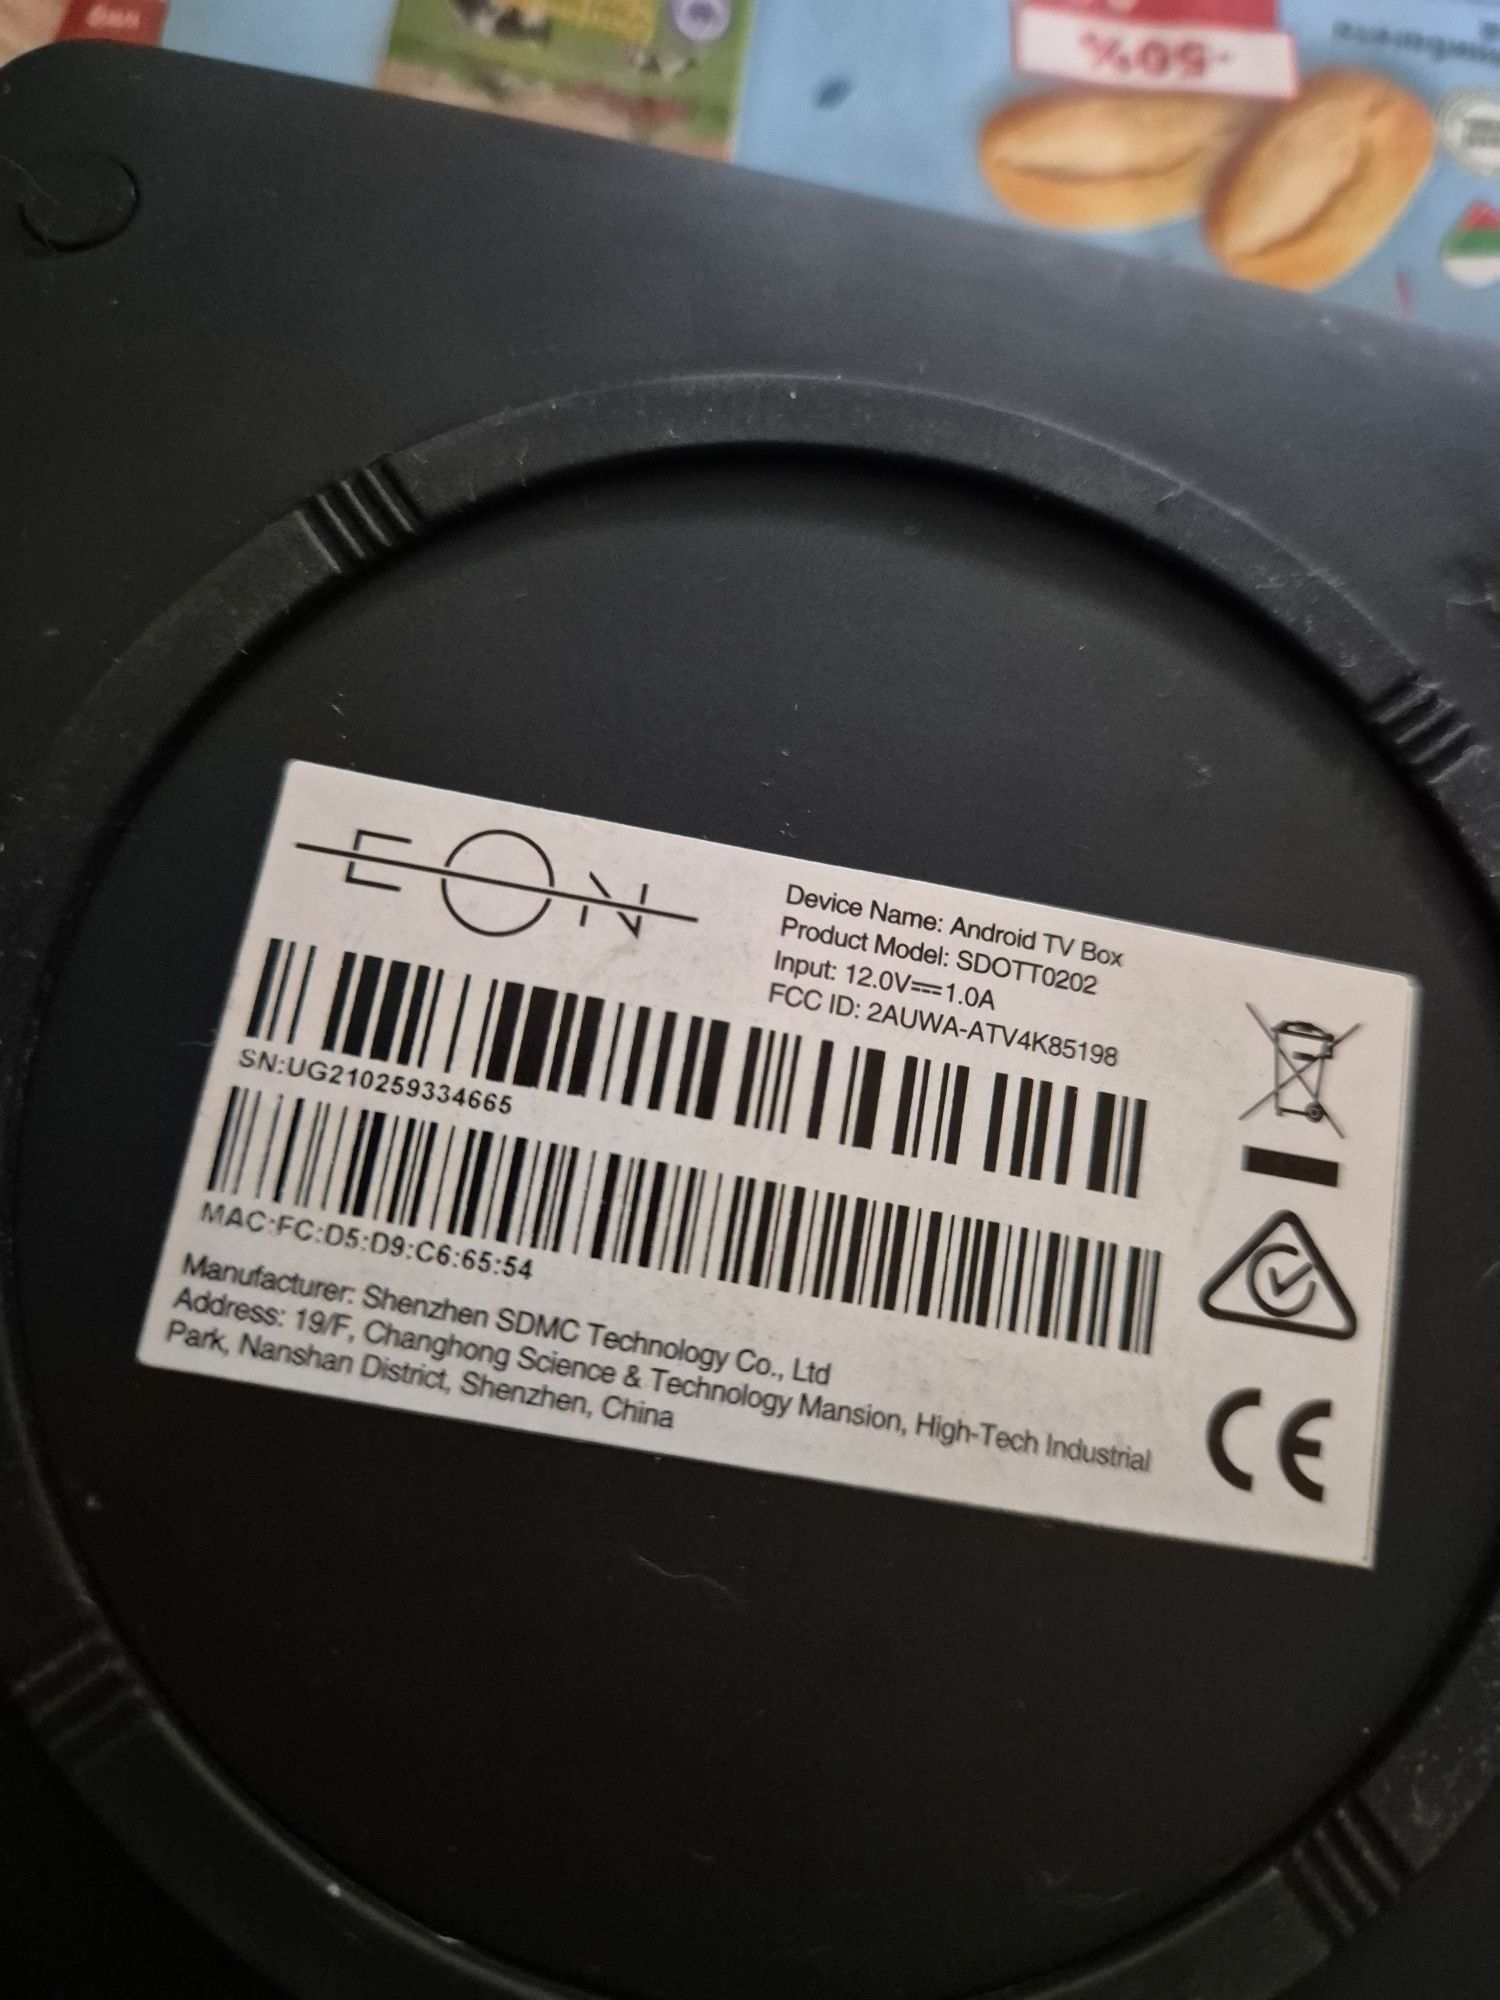 -50%
EON
Device Name: Android TV Box
Product Model: SDOTT0202
Input: 12.0V⎓1.0A
FCC ID: 2AUWA-ATV4K85198
SN:UG210259334665
MAC:FC:D5:D9:C6:65:54
Manufacturer: Shenzhen SDMC Technology Co., Ltd
Address: 19/F, Changhong Science & Technology Mansion, High-Tech Industrial
Park, Nanshan District, Shenzhen, China
CE